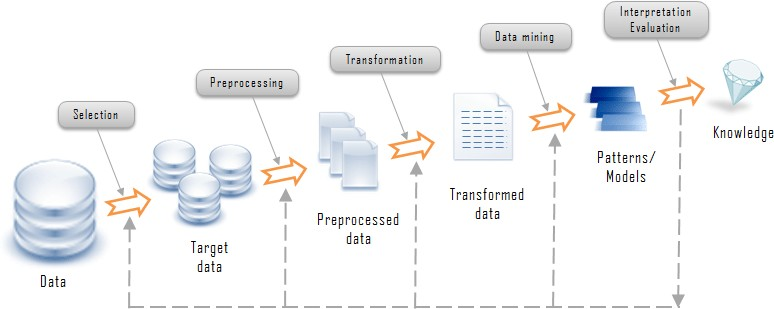 Interpretation
Evaluation
Data mining
Transformation
Preprocessing
Selection
Data
Target
data
Preprocessed
data
Transformed
data
Patterns/
Models
Knowledge